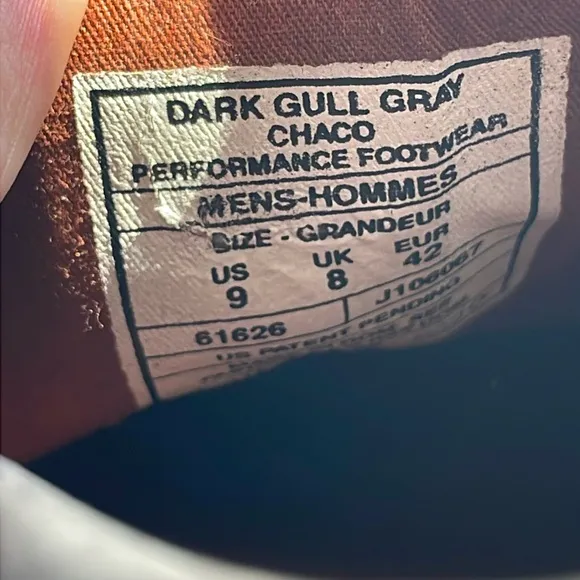 DARK GULL GRAY
CHACO
PERFORMANCE FOOTWEAR
MENS-HOMMES
SIZE - GRANDEUR
US UK EUR
9 8 42
61626 J106067
US PATENT PENDING